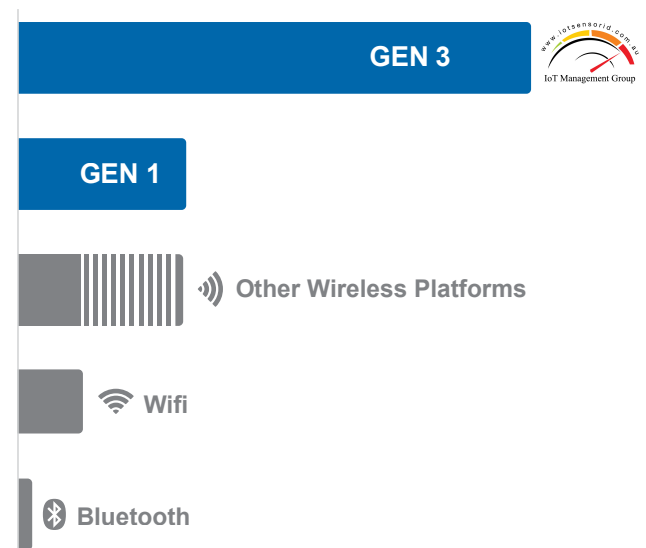 GEN 3
www.iotsensorid.com.au
IoT Management Group
GEN 1
Other Wireless Platforms
Wifi
Bluetooth